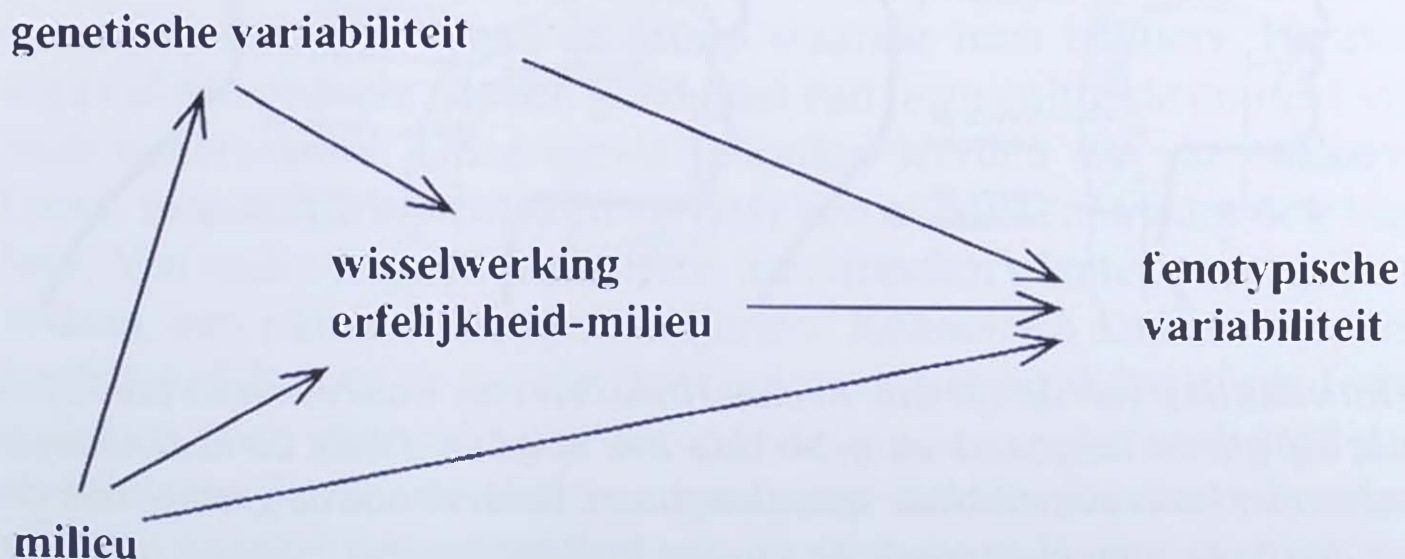 genetische variabiliteit
wisselwerking
erfelijkheid-milieu
fenotypische
variabiliteit
milieu